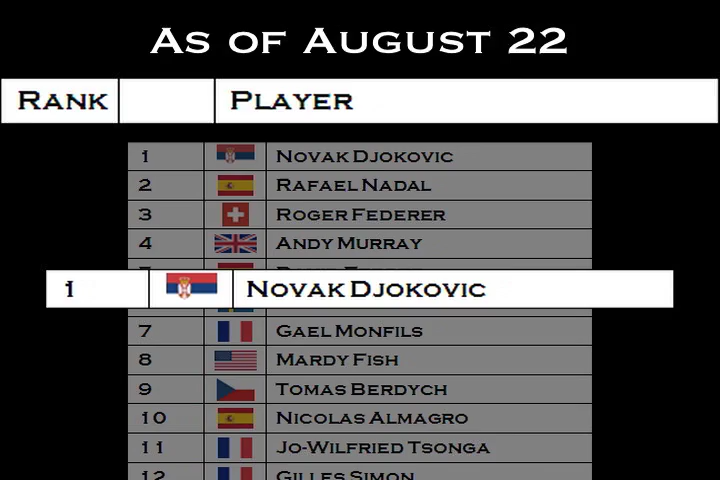 As of August 22
Rank Player
1 Novak Djokovic
2 Rafael Nadal
3 Roger Federer
4 Andy Murray
1 Novak Djokovic
7 Gael Monfils
8 Mardy Fish
9 Tomas Berdych
10 Nicolas Almagro
11 Jo-Wilfried Tsonga
12 Gilles Simon